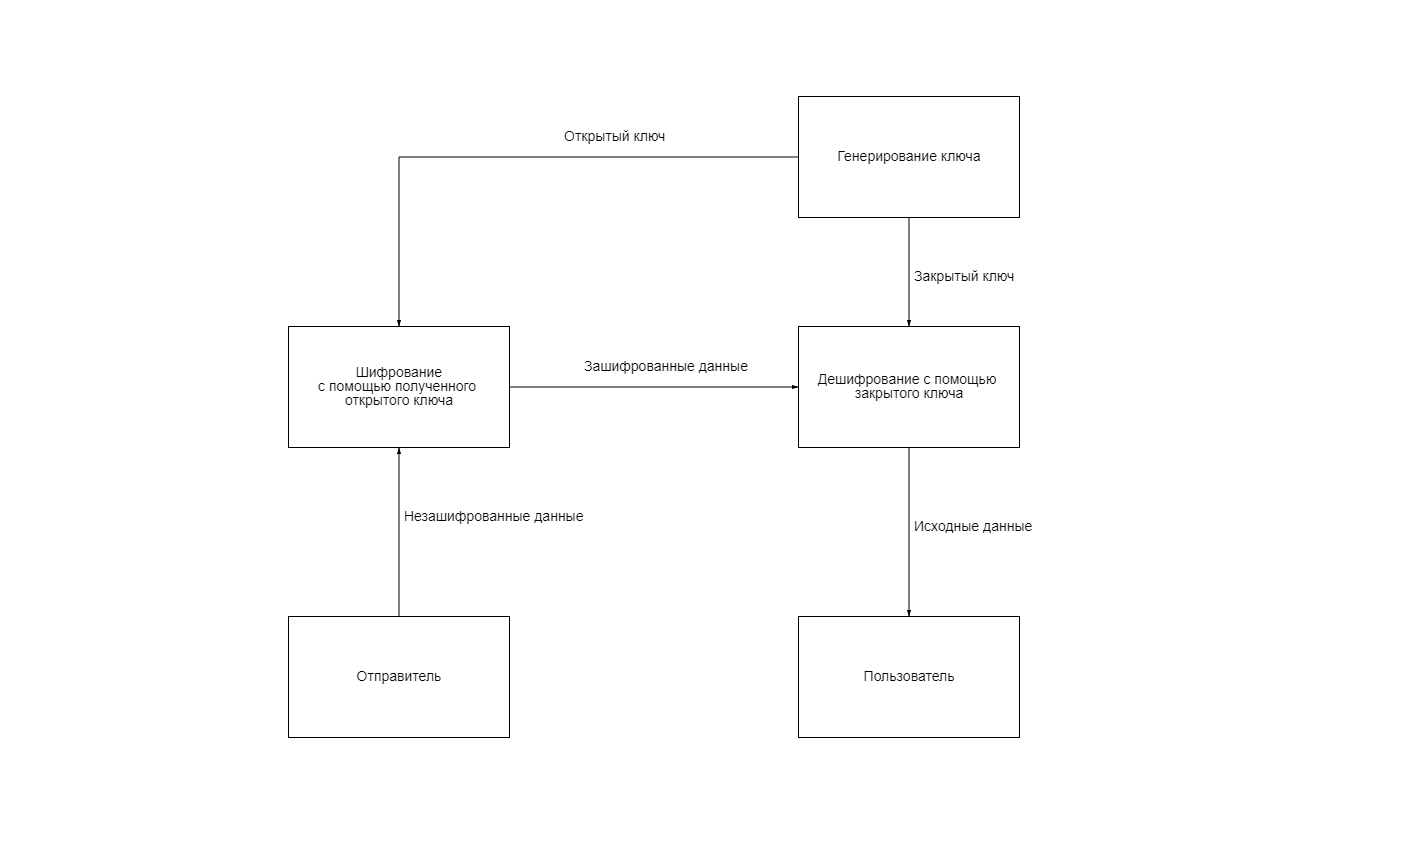 Открытый ключ
Генерирование ключа
Закрытый ключ
Шифрование
с помощью полученного
открытого ключа
Зашифрованные данные
Дешифрование с помощью
закрытого ключа
Незашифрованные данные
Исходные данные
Отправитель
Пользователь